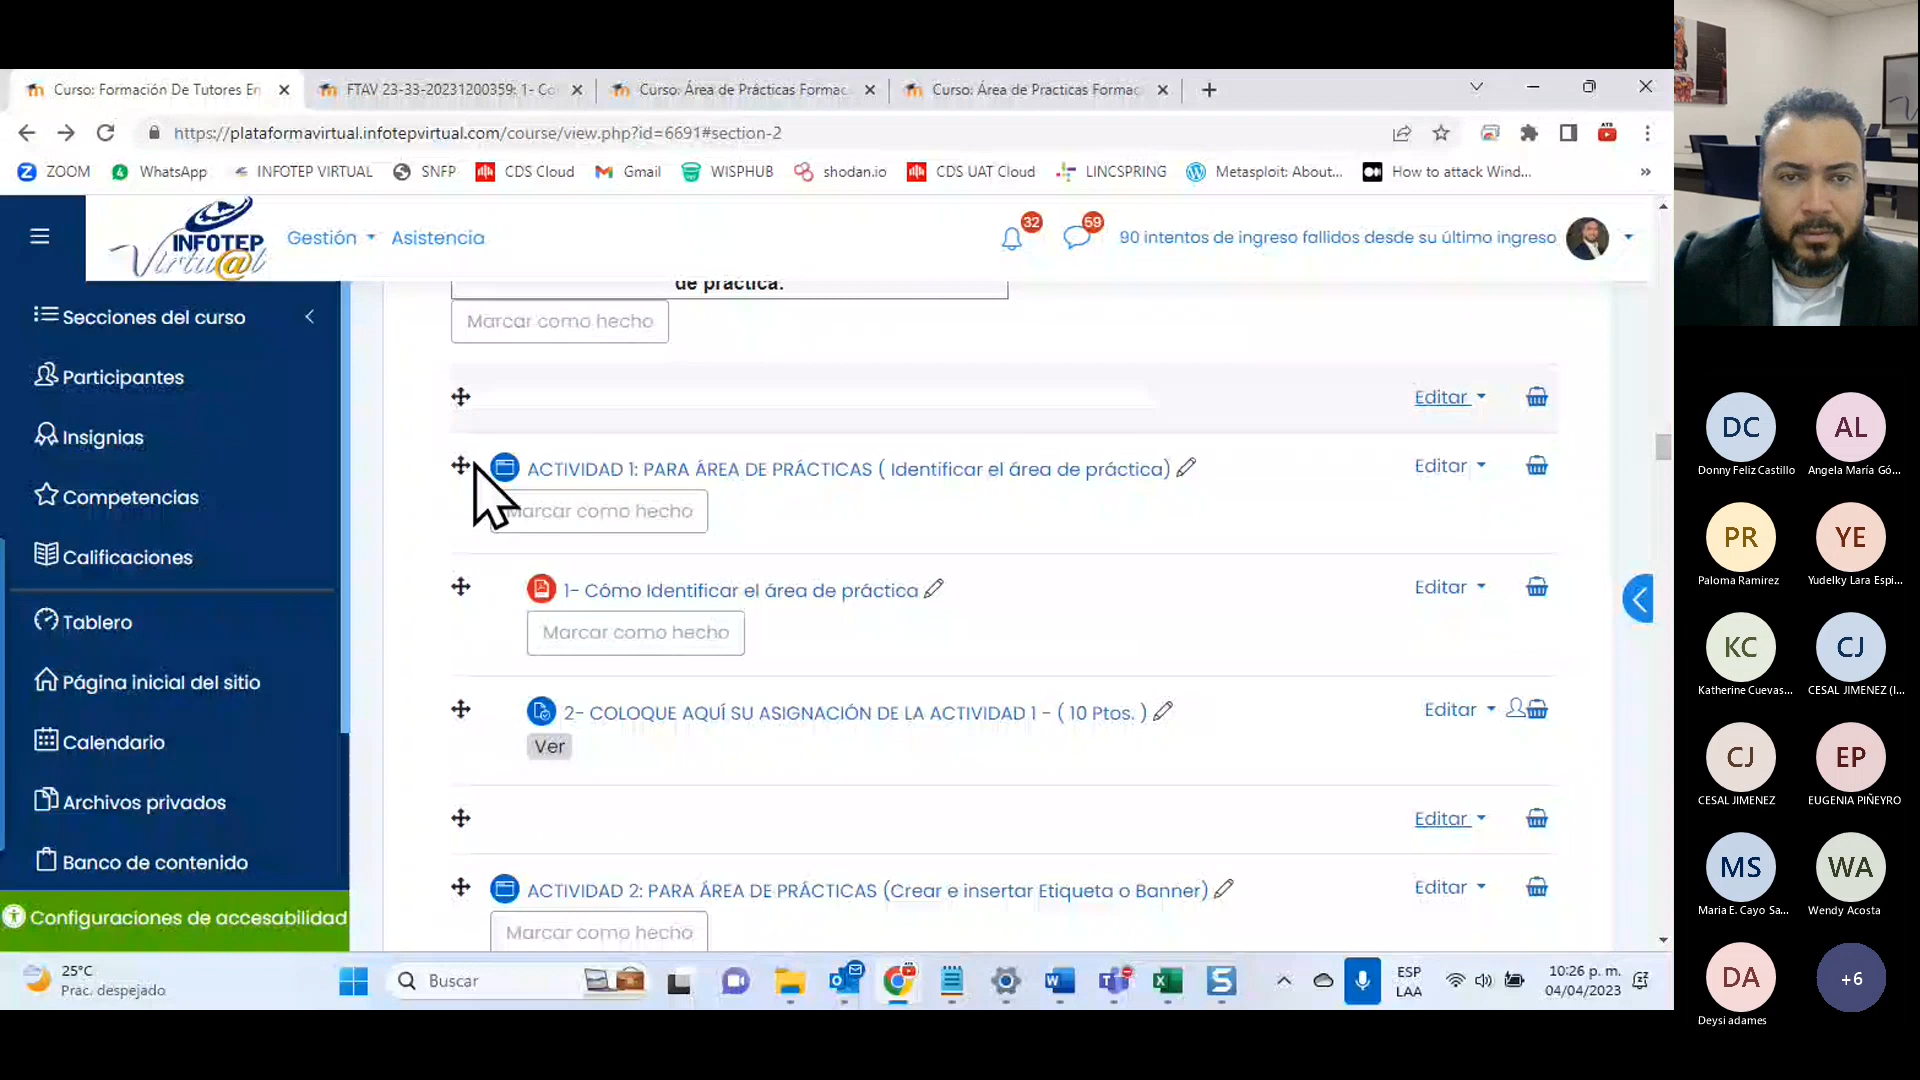 Curso: Formación De Tutores En
FTAV 23-33-20231200359: 1- Co
Curso: Área de Prácticas Formac
Curso: Área de Practicas Formac
https://plataformavirtual.infotepvirtual.com/course/view.php?id=6691#section-2
ZOOM
WhatsApp
INFOTEP VIRTUAL
SNFP
CDS Cloud
Gmail
WISPHUB
shodan.io
CDS UAT Cloud
LINCSPRING
Metasploit: About...
How to attack Wind...
»
INFOTEP
Virtu@l
Gestión
Asistencia
32
59
90 intentos de ingreso fallidos desde su último ingreso
Secciones del curso
Participantes
Insignias
Competencias
Calificaciones
Tablero
Página inicial del sitio
Calendario
Archivos privados
Banco de contenido
Configuraciones de accesabilidad
de práctica.
Marcar como hecho
Editar
ACTIVIDAD 1: PARA ÁREA DE PRÁCTICAS ( Identificar el área de práctica)
Editar
Marcar como hecho
1- Cómo Identificar el área de práctica
Editar
Marcar como hecho
2- COLOQUE AQUÍ SU ASIGNACIÓN DE LA ACTIVIDAD 1 - ( 10 Ptos. )
Editar
Ver
Editar
ACTIVIDAD 2: PARA ÁREA DE PRÁCTICAS (Crear e insertar Etiqueta o Banner)
Editar
Marcar como hecho
25°C
Prac. despejado
Buscar
ESP
LAA
10:26 p. m.
04/04/2023
DC
Donny Feliz Castillo
AL
Angela María Gó...
PR
Paloma Ramirez
YE
Yudelky Lara Espi...
KC
Katherine Cuevas...
CJ
CESAL JIMENEZ (I...
CJ
CESAL JIMENEZ
EP
EUGENIA PIÑEYRO
MS
Maria E. Cayo Sa...
WA
Wendy Acosta
DA
Deysi adames
+6